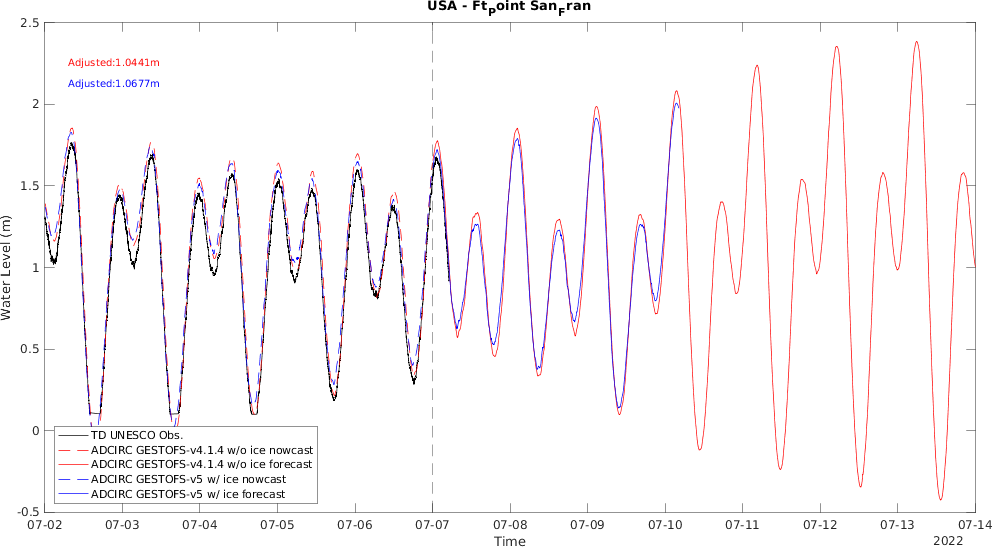 USA - Ft_Point San_Fran
2.5
2
1.5
1
0.5
0
-0.5
Water Level (m)
Adjusted:1.0441m
Adjusted:1.0677m
TD UNESCO Obs.
ADCIRC GESTOFS-v4.1.4 w/o ice nowcast
ADCIRC GESTOFS-v4.1.4 w/o ice forecast
ADCIRC GESTOFS-v5 w/ ice nowcast
ADCIRC GESTOFS-v5 w/ ice forecast
07-02 07-03 07-04 07-05 07-06 07-07 07-08 07-09 07-10 07-11 07-12 07-13 07-14
Time
2022